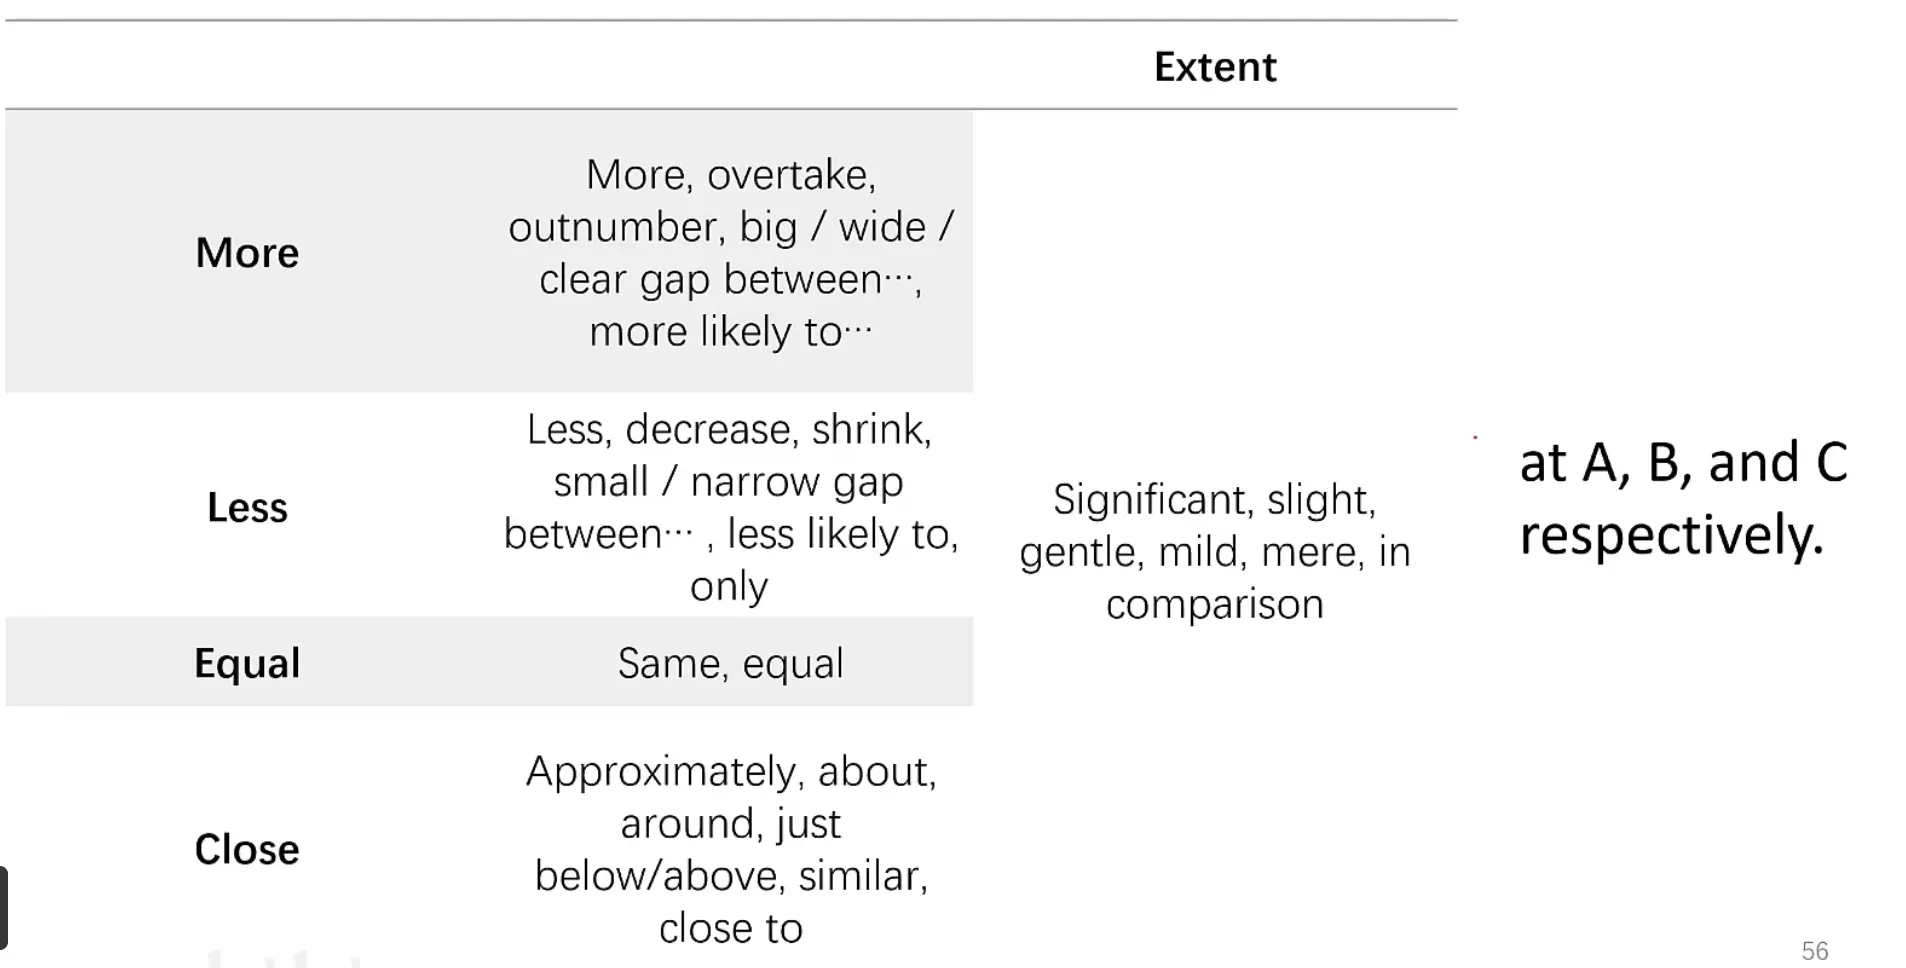 Extent
More
More, overtake,
outnumber, big / wide /
clear gap between…,
more likely to…
Less
Less, decrease, shrink,
small / narrow gap
between… , less likely to,
only
Equal
Same, equal
Close
Approximately, about,
around, just
below/above, similar,
close to
Significant, slight,
gentle, mild, mere, in
comparison
at A, B, and C
respectively.
56